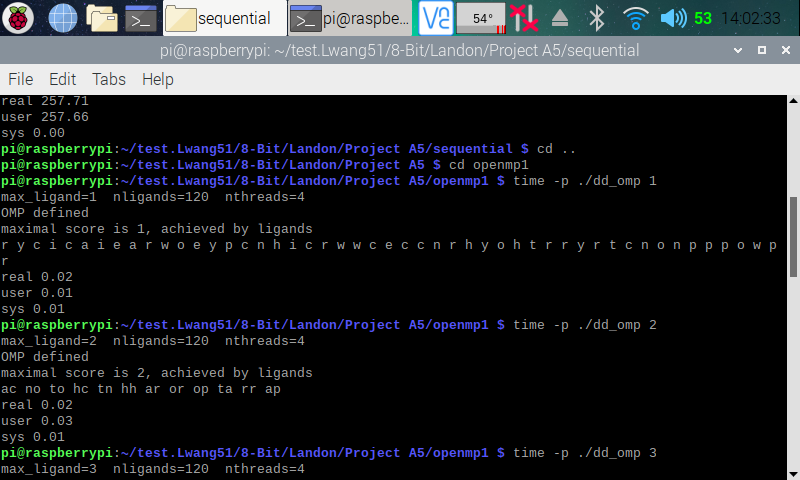 sequential
pi@raspbe...
54°
53
14:02:33
pi@raspberrypi: ~/test.Lwang51/8-Bit/Landon/Project A5/sequential
File Edit Tabs Help
real 257.71
user 257.66
sys 0.00
pi@raspberrypi:~/test.Lwang51/8-Bit/Landon/Project A5/sequential $ cd ..
pi@raspberrypi:~/test.Lwang51/8-Bit/Landon/Project A5 $ cd openmp1
pi@raspberrypi:~/test.Lwang51/8-Bit/Landon/Project A5/openmp1 $ time -p ./dd_omp 1
max_ligand=1  nligands=120  nthreads=4
OMP defined
maximal score is 1, achieved by ligands
r y c i c a i e a r w o e y p c n h i c r w w c e c c n r h y o h t r r y r t c n o n p p p o w p
r
real 0.02
user 0.01
sys 0.01
pi@raspberrypi:~/test.Lwang51/8-Bit/Landon/Project A5/openmp1 $ time -p ./dd_omp 2
max_ligand=2  nligands=120  nthreads=4
OMP defined
maximal score is 2, achieved by ligands
ac no to hc tn hh ar or op ta rr ap
real 0.02
user 0.03
sys 0.01
pi@raspberrypi:~/test.Lwang51/8-Bit/Landon/Project A5/openmp1 $ time -p ./dd_omp 3
max_ligand=3  nligands=120  nthreads=4